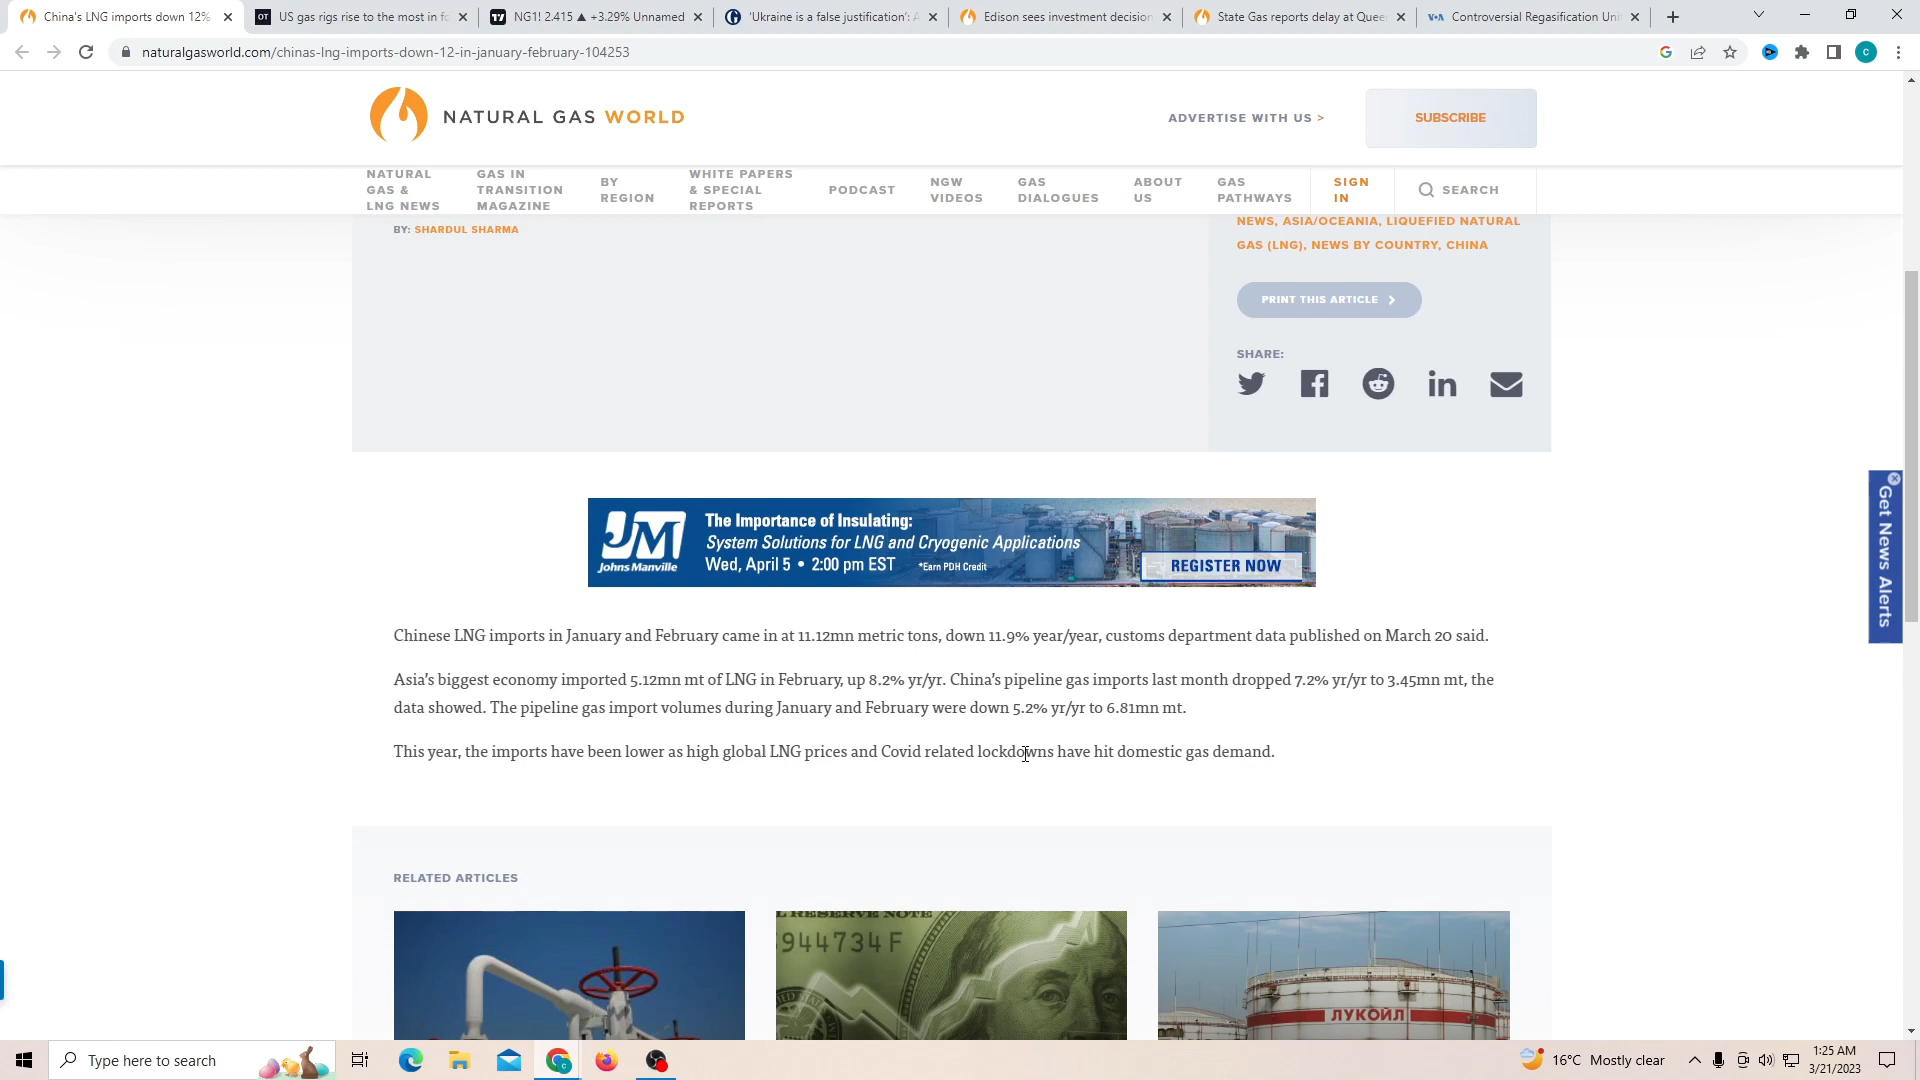 China's LNG imports down 12%
US gas rigs rise to the most in fo
NG1! 2.415 ▲ +3.29% Unnamed
'Ukraine is a false justification': A
Edison sees investment decision
State Gas reports delay at Quee
Controversial Regasification Uni
naturalgasworld.com/chinas-lng-imports-down-12-in-january-february-104253
NATURAL GAS WORLD
ADVERTISE WITH US >
SUBSCRIBE
NATURAL
GAS &
LNG NEWS
GAS IN
TRANSITION
MAGAZINE
BY
REGION
WHITE PAPERS
& SPECIAL
REPORTS
PODCAST
NGW
VIDEOS
GAS
DIALOGUES
ABOUT
US
GAS
PATHWAYS
SIGN
IN
SEARCH
BY: SHARDUL SHARMA
NEWS, ASIA/OCEANIA, LIQUEFIED NATURAL
GAS (LNG), NEWS BY COUNTRY, CHINA
PRINT THIS ARTICLE
SHARE:
Get News Alerts
JM
Johns Manville
The Importance of Insulating:
System Solutions for LNG and Cryogenic Applications
Wed, April 5 • 2:00 pm EST *Earn PDH Credit
REGISTER NOW
Chinese LNG imports in January and February came in at 11.12mn metric tons, down 11.9% year/year, customs department data published on March 20 said.
Asia's biggest economy imported 5.12mn mt of LNG in February, up 8.2% yr/yr. China's pipeline gas imports last month dropped 7.2% yr/yr to 3.45mn mt, the
data showed. The pipeline gas import volumes during January and February were down 5.2% yr/yr to 6.81mn mt.
This year, the imports have been lower as high global LNG prices and Covid related lockdowns have hit domestic gas demand.
RELATED ARTICLES
L RESERVE NOTE
944734 F
ЛУКОЙЛ
Type here to search
16°C Mostly clear
1:25 AM
3/21/2023